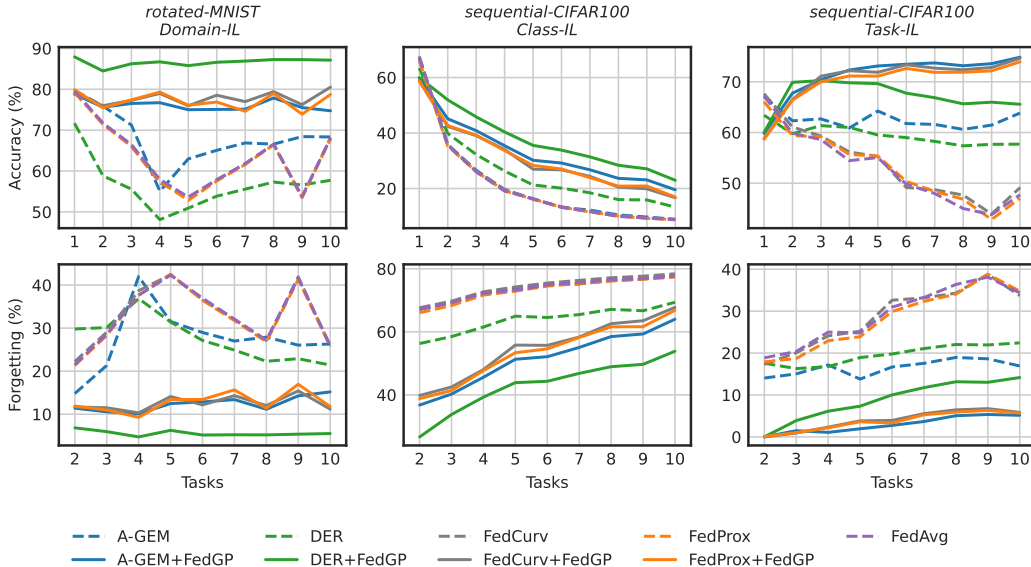 rotated-MNIST
Domain-IL
sequential-CIFAR100
Class-IL
sequential-CIFAR100
Task-IL
Accuracy (%)
90
80
70
60
50
1 2 3 4 5 6 7 8 9 10
60
40
20
1 2 3 4 5 6 7 8 9 10
70
60
50
1 2 3 4 5 6 7 8 9 10
Forgetting (%)
40
30
20
10
2 3 4 5 6 7 8 9 10
Tasks
80
60
40
2 3 4 5 6 7 8 9 10
Tasks
40
30
20
10
0
2 3 4 5 6 7 8 9 10
Tasks
A-GEM DER FedCurv FedProx FedAvg
A-GEM+FedGP DER+FedGP FedCurv+FedGP FedProx+FedGP